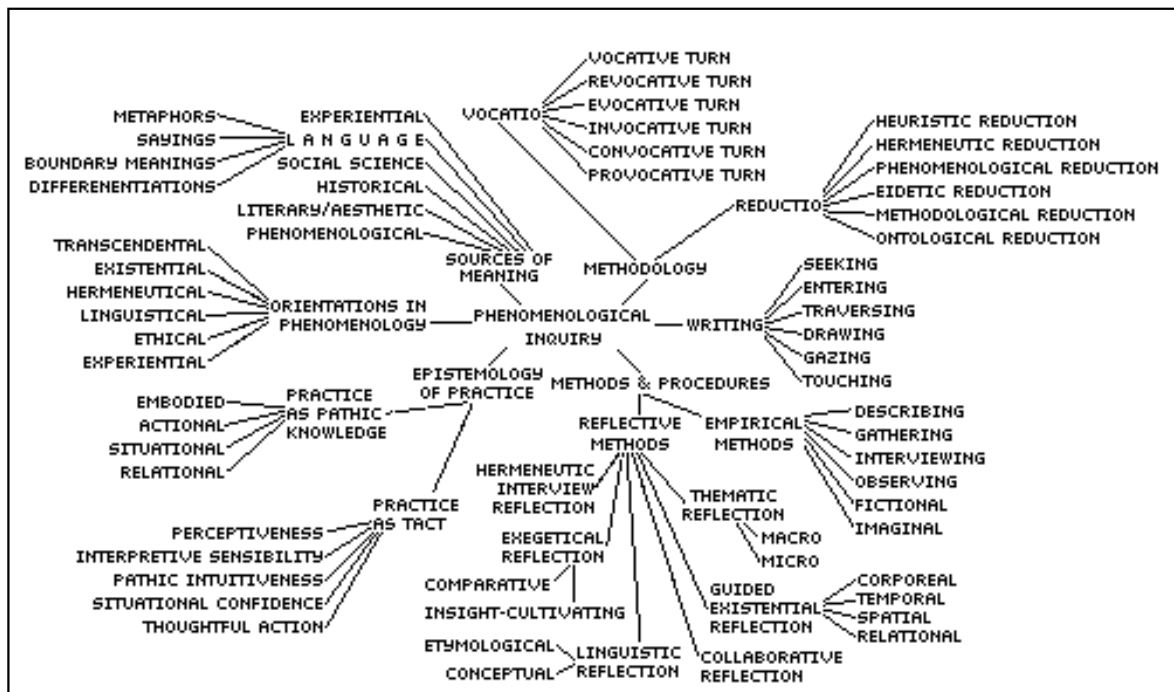 VOCATIVE TURN
REVOCATIVE TURN
EVOCATIVE TURN
INVOCATIVE TURN
CONVOCATIVE TURN
PROVOCATIVE TURN
VOCATIO
METAPHORS
SAYINGS
BOUNDARY MEANINGS
DIFFERENENTIATIONS
EXPERIENTIAL
L A N G U A G E
SOCIAL SCIENCE
HISTORICAL
LITERARY/AESTHETIC
PHENOMENOLOGICAL
SOURCES OF
MEANING
HEURISTIC REDUCTION
HERMENEUTIC REDUCTION
PHENOMENOLOGICAL REDUCTION
EIDETIC REDUCTION
METHODOLOGICAL REDUCTION
ONTOLOGICAL REDUCTION
REDUCTIO
METHODOLOGY
TRANSCENDENTAL
EXISTENTIAL
HERMENEUTICAL
LINGUISTICAL
ETHICAL
EXPERIENTIAL
ORIENTATIONS IN
PHENOMENOLOGY
PHENOMENOLOGICAL
INQUIRY
WRITING
SEEKING
ENTERING
TRAVERSING
DRAWING
GAZING
TOUCHING
EPISTEMOLOGY
OF PRACTICE
PRACTICE
AS PATHIC
KNOWLEDGE
EMBODIED
ACTIONAL
SITUATIONAL
RELATIONAL
PRACTICE
AS TACT
PERCEPTIVENESS
INTERPRETIVE SENSIBILITY
PATHIC INTUITIVENESS
SITUATIONAL CONFIDENCE
THOUGHTFUL ACTION
METHODS & PROCEDURES
REFLECTIVE
METHODS
EMPIRICAL
METHODS
DESCRIBING
GATHERING
INTERVIEWING
OBSERVING
FICTIONAL
IMAGINAL
HERMENEUTIC
INTERVIEW
REFLECTION
EXEGETICAL
REFLECTION
COMPARATIVE
INSIGHT-CULTIVATING
THEMATIC
REFLECTION
MACRO
MICRO
GUIDED
EXISTENTIAL
REFLECTION
CORPOREAL
TEMPORAL
SPATIAL
RELATIONAL
ETYMOLOGICAL
CONCEPTUAL
LINGUISTIC
REFLECTION
COLLABORATIVE
REFLECTION